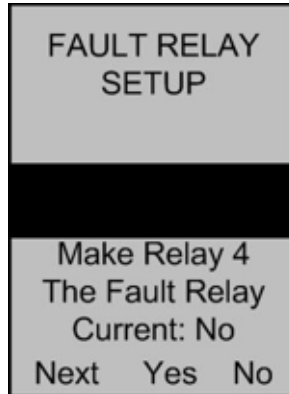 FAULT RELAY
SETUP
Make Relay 4
The Fault Relay
Current: No
Next Yes No